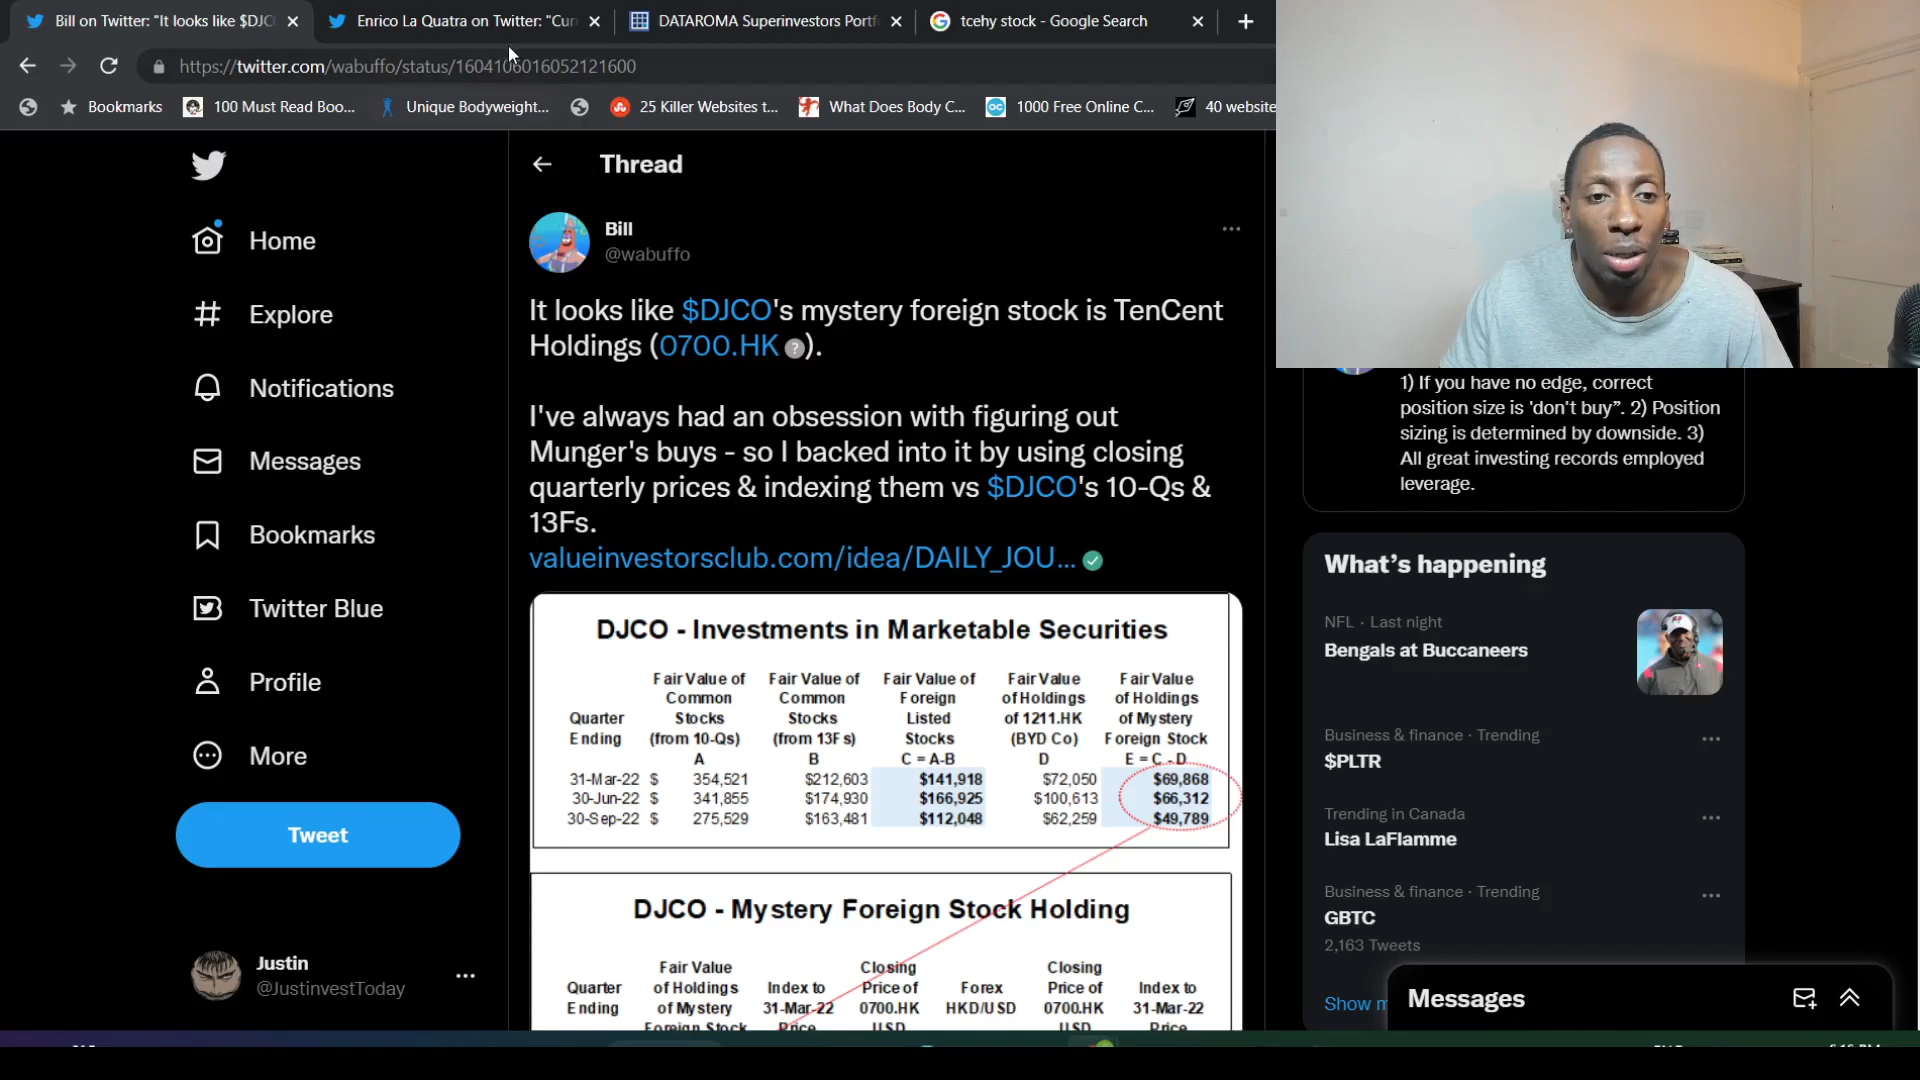 Bill on Twitter: "It looks like $DJC
Enrico La Quatra on Twitter: "Cur
DATAROMA Superinvestors Portf
tcehy stock - Google Search
https://twitter.com/wabuffo/status/1604106016052121600
Bookmarks
100 Must Read Boo...
Unique Bodyweight...
25 Killer Websites t...
What Does Body C...
1000 Free Online C...
40 website
Home
Explore
Notifications
Messages
Bookmarks
Twitter Blue
Profile
More
Tweet
Justin
@JustinvestToday
Thread
Bill
@wabuffo
It looks like $DJCO's mystery foreign stock is TenCent
Holdings (0700.HK ? ).
I've always had an obsession with figuring out
Munger's buys - so I backed into it by using closing
quarterly prices & indexing them vs $DJCO's 10-Qs &
13Fs.
valueinvestorsclub.com/idea/DAILY_JOU...
DJCO - Investments in Marketable Securities
Quarter Ending | Fair Value of Common Stocks (from 10-Qs) A | Fair Value of Common Stocks (from 13Fs) B | Fair Value of Foreign Listed Stocks C = A-B | Fair Value of Holdings of 1211.HK (BYD Co) D | Fair Value of Holdings of Mystery Foreign Stock E = C - D
31-Mar-22 $ 354,521 $212,603 $141,918 $72,050 $69,868
30-Jun-22 $ 341,855 $174,930 $166,925 $100,613 $66,312
30-Sep-22 $ 275,529 $163,481 $112,048 $62,259 $49,789
DJCO - Mystery Foreign Stock Holding
Fair Value Closing Closing
Quarter of Holdings Index to Price of Forex Price of Index to
Ending of Mystery 31-Mar-22 0700.HK HKD/USD 0700.HK 31-Mar-22
Foreign Stock Price USD USD Price
1) If you have no edge, correct
position size is 'don't buy”. 2) Position
sizing is determined by downside. 3)
All great investing records employed
leverage.
What's happening
NFL · Last night
Bengals at Buccaneers
Business & finance · Trending
$PLTR
Trending in Canada
Lisa LaFlamme
Business & finance · Trending
GBTC
2,163 Tweets
Show m
Messages